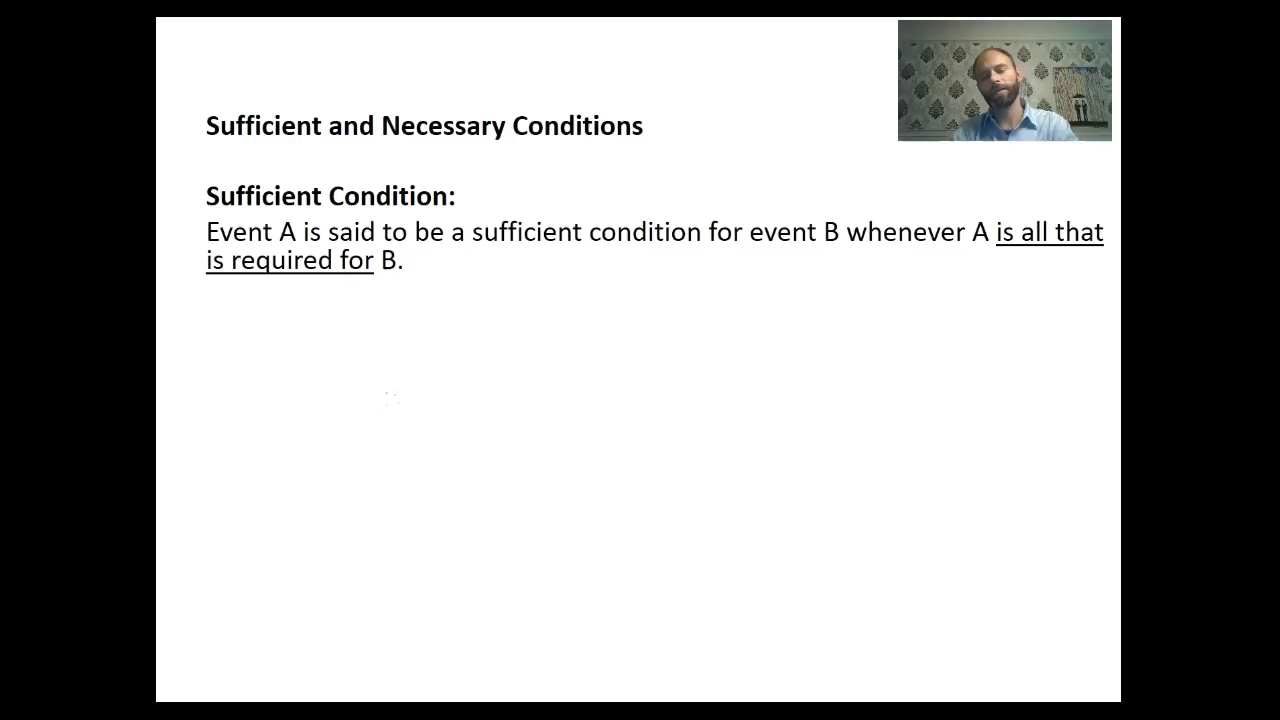 Sufficient and Necessary Conditions
Sufficient Condition:
Event A is said to be a sufficient condition for event B whenever A is all that
is required for B.